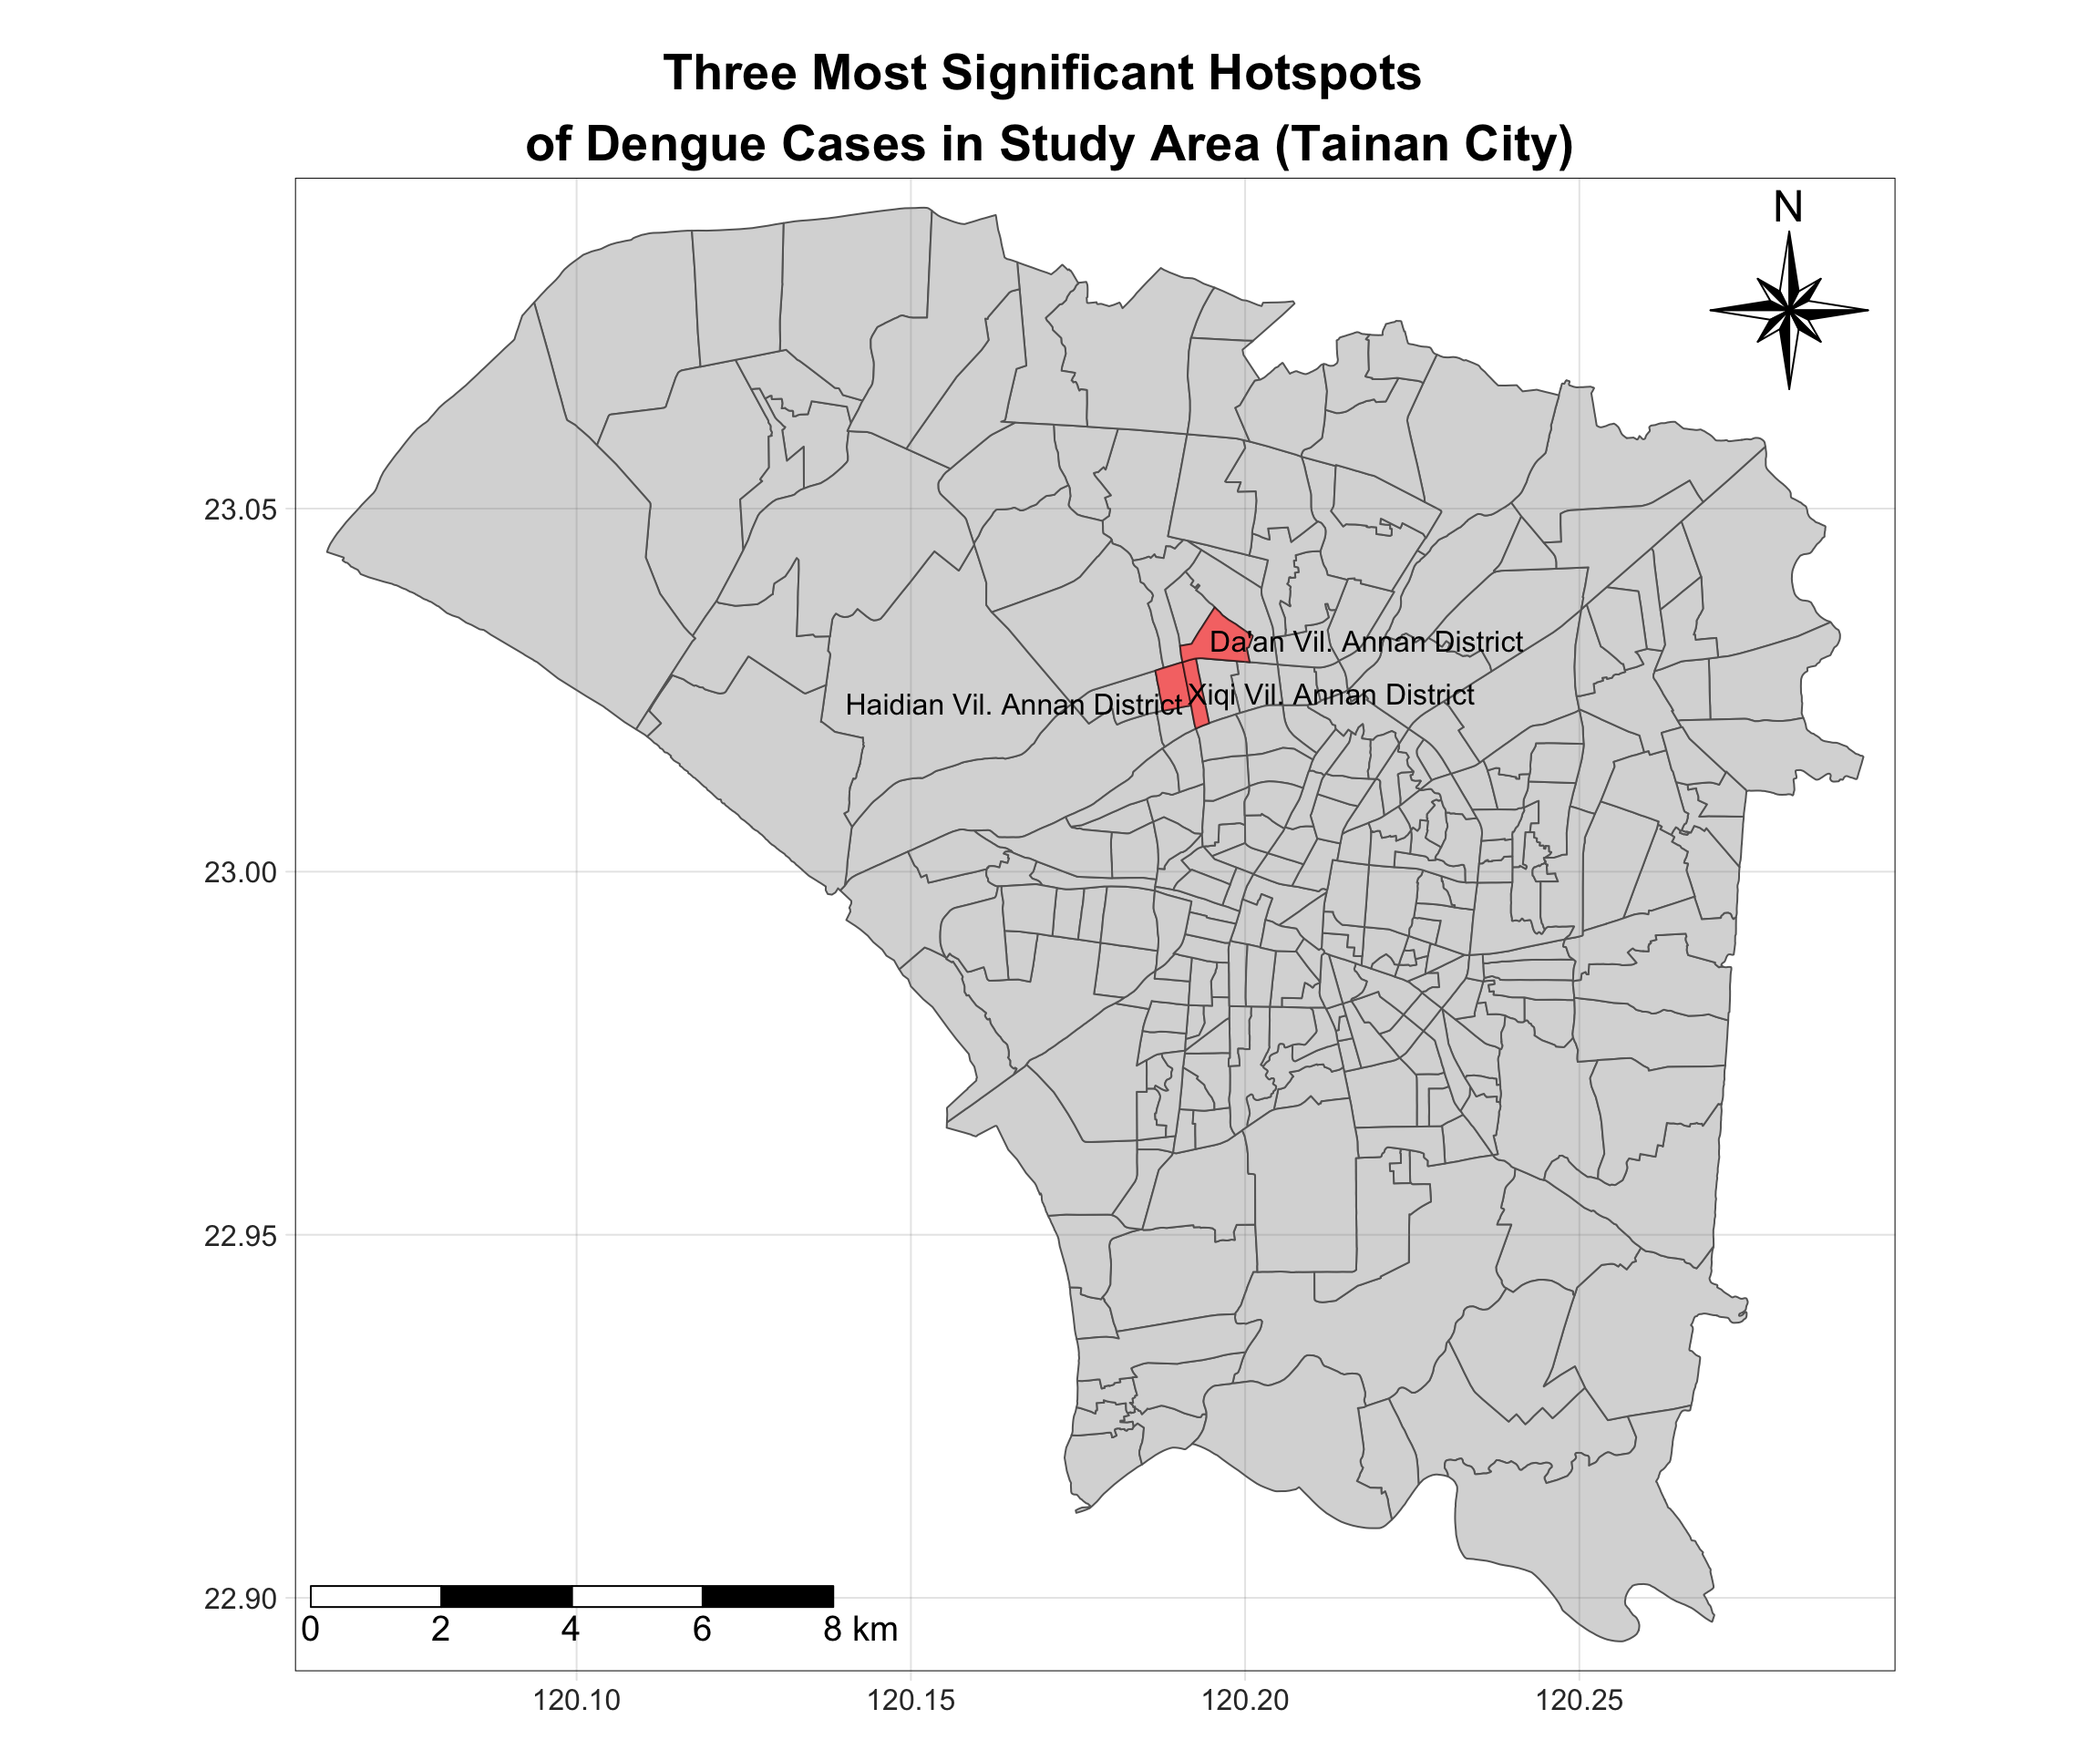 Three Most Significant Hotspots
of Dengue Cases in Study Area (Tainan City)
N
23.05
Da'an Vil. Annan District
Xiqi Vil. Annan District
Haidian Vil. Annan District
23.00
22.95
22.90
0 2 4 6 8 km
120.10 120.15 120.20 120.25